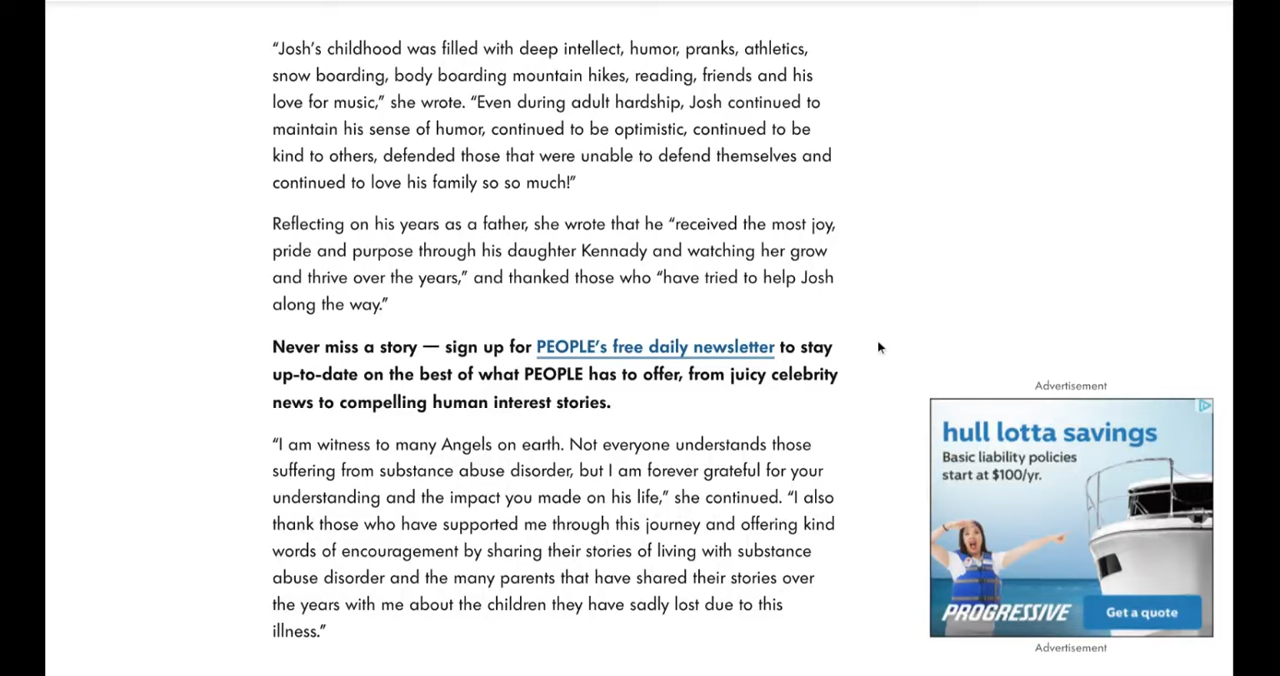 “Josh’s childhood was filled with deep intellect, humor, pranks, athletics,
snow boarding, body boarding mountain hikes, reading, friends and his
love for music,” she wrote. “Even during adult hardship, Josh continued to
maintain his sense of humor, continued to be optimistic, continued to be
kind to others, defended those that were unable to defend themselves and
continued to love his family so so much!”
Reflecting on his years as a father, she wrote that he “received the most joy,
pride and purpose through his daughter Kennady and watching her grow
and thrive over the years,” and thanked those who “have tried to help Josh
along the way.”
Never miss a story — sign up for PEOPLE’s free daily newsletter to stay
up-to-date on the best of what PEOPLE has to offer, from juicy celebrity
news to compelling human interest stories.
“I am witness to many Angels on earth. Not everyone understands those
suffering from substance abuse disorder, but I am forever grateful for your
understanding and the impact you made on his life,” she continued. “I also
thank those who have supported me through this journey and offering kind
words of encouragement by sharing their stories of living with substance
abuse disorder and the many parents that have shared their stories over
the years with me about the children they have sadly lost due to this
illness.”
Advertisement
hull lotta savings
Basic liability policies
start at $100/yr.
PROGRESSIVE
Get a quote
Advertisement